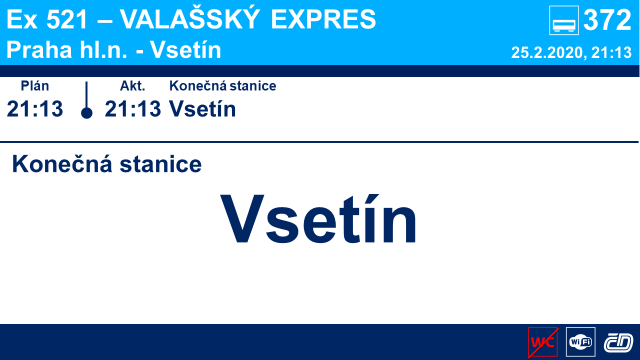 Ex 521 – VALAŠSKÝ EXPRES
372
Praha hl.n. - Vsetín
25.2.2020, 21:13
Plán
Akt.
Konečná stanice
21:13
21:13
Vsetín
Konečná stanice
Vsetín
WC
WiFi
ČD